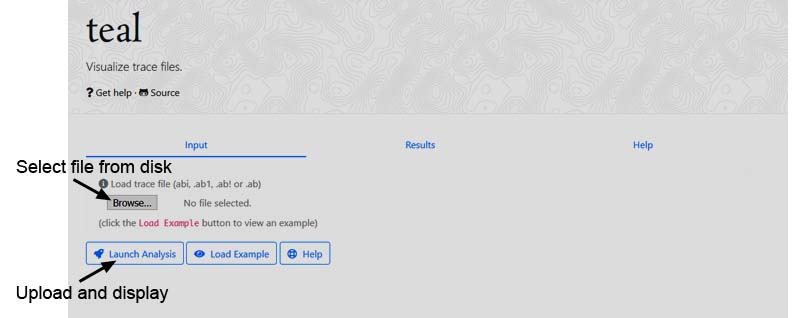 teal
Visualize trace files.
Get help · Source
Input Results Help
Select file from disk
Load trace file (abi, .ab1, .ab! or .ab)
Browse... No file selected.
(click the Load Example button to view an example)
Launch Analysis Load Example Help
Upload and display